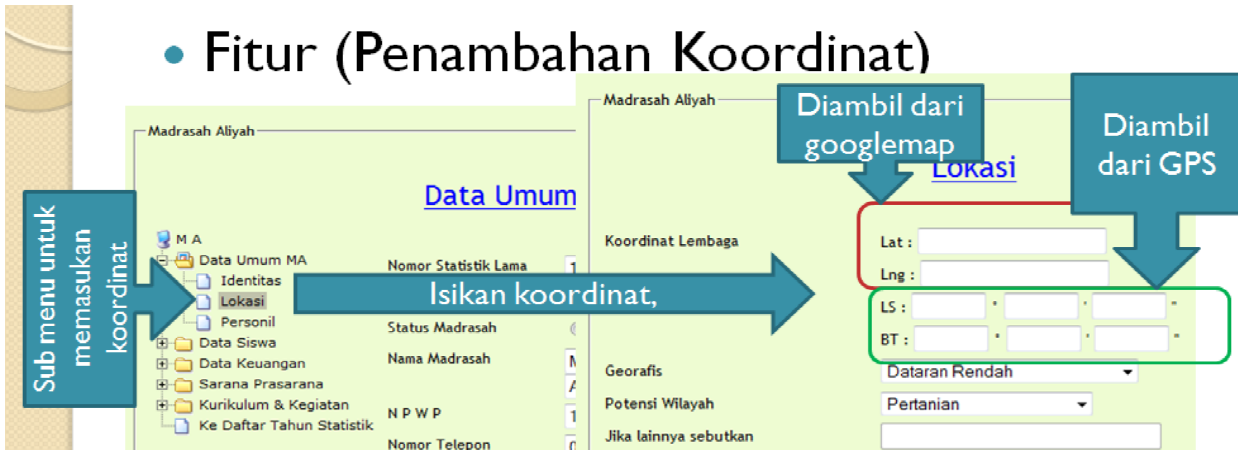 Fitur (Penambahan Koordinat)
Sub menu untuk
memasukan
koordinat
Madrasah Aliyah
Data Umum
M A
Data Umum MA
Identitas
Lokasi
Personil
Data Siswa
Data Keuangan
Sarana Prasarana
Kurikulum & Kegiatan
Ke Daftar Tahun Statistik
Nomor Statistik Lama 1
Isikan koordinat,
Status Madrasah
Nama Madrasah
N P W P 1
Nomor Telepon
Madrasah Aliyah
Diambil dari
googlemap
Diambil
dari GPS
Lokasi
Koordinat Lembaga
Lat :
Lng :
LS : ° ' "
BT : ° ' "
Georafis Dataran Rendah
Potensi Wilayah Pertanian
Jika lainnya sebutkan